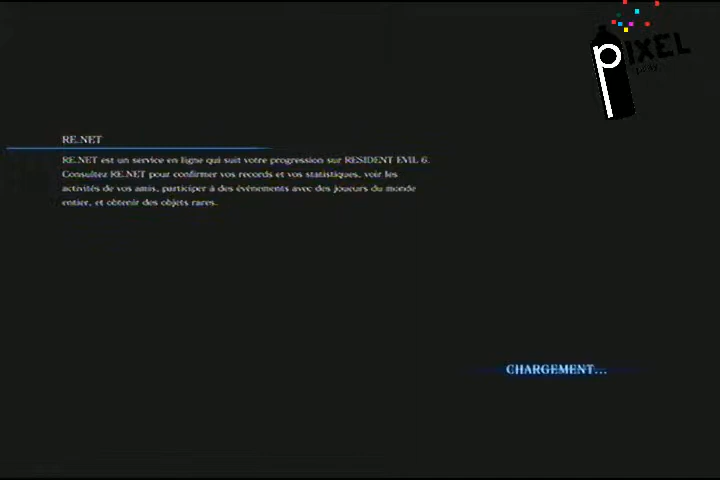 PIXEL
play
RE.NET
RE.NET est un service en ligne qui suit votre progression sur RESIDENT EVIL 6.
Consultez RE.NET pour confirmer vos records et vos statistiques, voir les
activités de vos amis, participer à des événements avec des joueurs du monde
entier, et obtenir des objets rares.
CHARGEMENT...